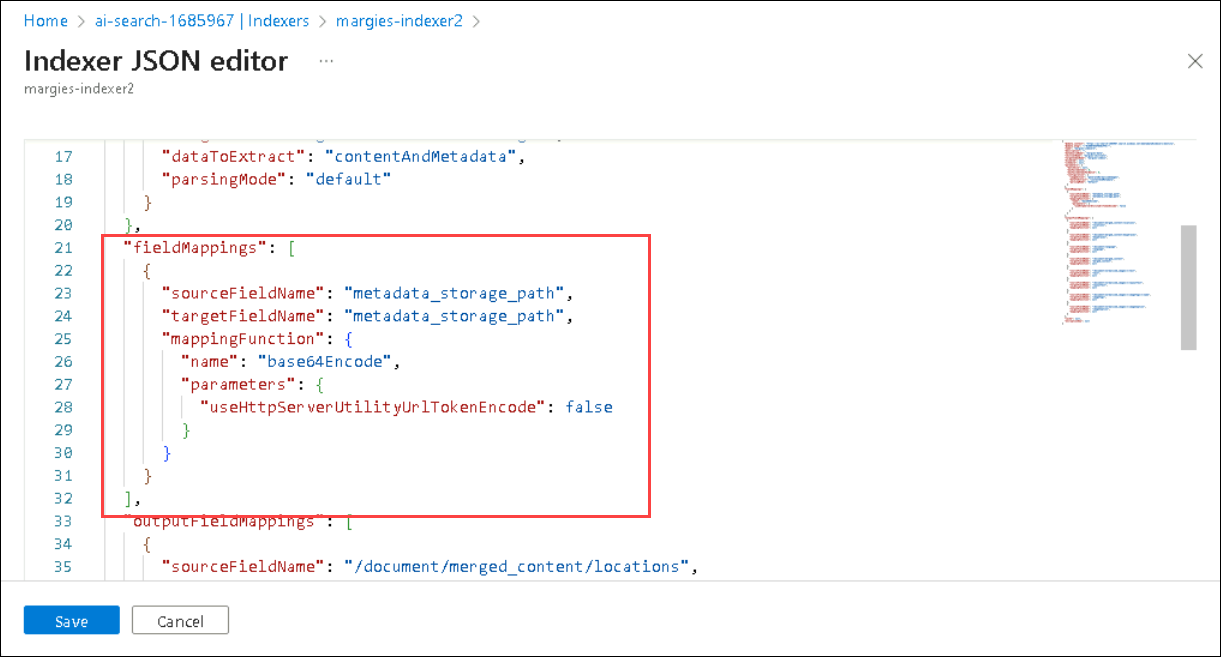 Home > ai-search-1685967 | Indexers > margies-indexer2 >
Indexer JSON editor ...
margies-indexer2
17 "dataToExtract": "contentAndMetadata",
18 "parsingMode": "default"
19 }
20 },
21 "fieldMappings": [
22 {
23 "sourceFieldName": "metadata_storage_path",
24 "targetFieldName": "metadata_storage_path",
25 "mappingFunction": {
26 "name": "base64Encode",
27 "parameters": {
28 "useHttpServerUtilityUrlTokenEncode": false
29 }
30 }
31 }
32 ],
33 "outputFieldMappings": [
34 {
35 "sourceFieldName": "/document/merged_content/locations",
Save Cancel